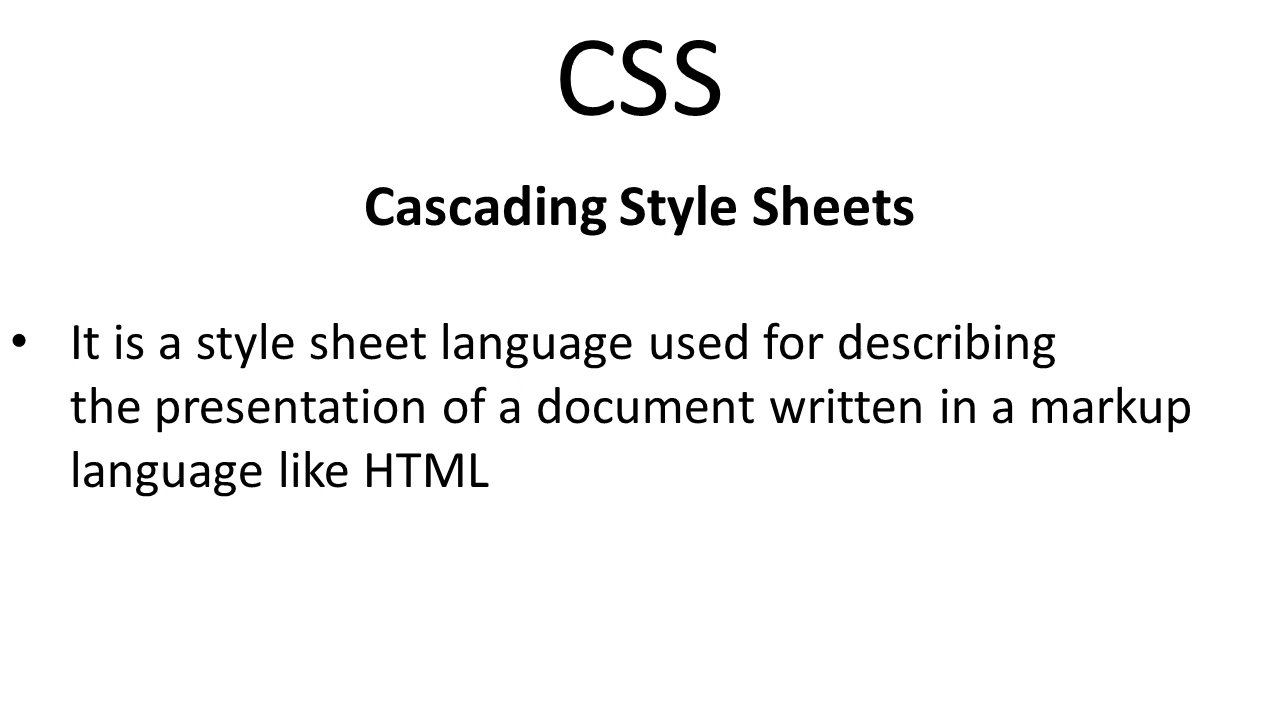 CSS
Cascading Style Sheets
• It is a style sheet language used for describing
the presentation of a document written in a markup
language like HTML